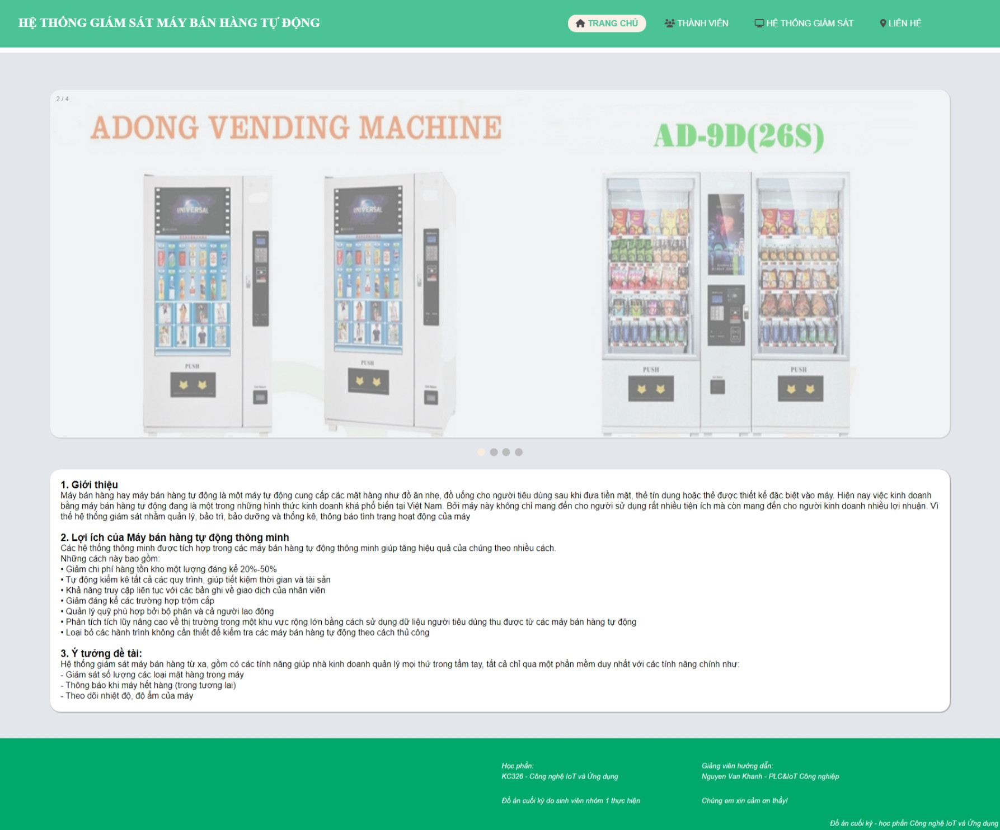 HỆ THỐNG GIÁM SÁT MÁY BÁN HÀNG TỰ ĐỘNG
TRANG CHỦ
THÀNH VIÊN
HỆ THỐNG GIÁM SÁT
LIÊN HỆ
2 / 4
ADONG VENDING MACHINE
AD-9D(26S)
UNIVERSAL
UNIVERSAL
PUSH
PUSH
PUSH
PUSH
1. Giới thiệu
Máy bán hàng hay máy bán hàng tự động là một máy tự động cung cấp các mặt hàng như đồ ăn nhẹ, đồ uống cho người tiêu dùng sau khi đưa tiền mặt, thẻ tín dụng hoặc thẻ được thiết kế đặc biệt vào máy. Hiện nay việc kinh doanh
bằng máy bán hàng tự động đang là một trong những hình thức kinh doanh khá phổ biến tại Việt Nam. Bởi máy này không chỉ mang đến cho người sử dụng rất nhiều tiện ích mà còn mang đến cho người kinh doanh nhiều lợi nhuận. Vì
thế hệ thống giám sát nhằm quản lý, bảo trì, bảo dưỡng và thống kê, thông báo tình trạng hoạt động của máy
2. Lợi ích của Máy bán hàng tự động thông minh
Các hệ thống thông minh được tích hợp trong các máy bán hàng tự động thông minh giúp tăng hiệu quả của chúng theo nhiều cách.
Những cách này bao gồm:
• Giảm chi phí hàng tồn kho một lượng đáng kể 20%-50%
• Tự động kiểm kê tất cả các quy trình, giúp tiết kiệm thời gian và tài sản
• Khả năng truy cập liên tục với các bản ghi về giao dịch của nhân viên
• Giảm đáng kể các trường hợp trộm cắp
• Quản lý quỹ phù hợp bởi bộ phận và cả người lao động
• Phân tích tích lũy nâng cao về thị trường trong một khu vực rộng lớn bằng cách sử dụng dữ liệu người tiêu dùng thu được từ các máy bán hàng tự động
• Loại bỏ các hành trình không cần thiết để kiểm tra các máy bán hàng tự động theo cách thủ công
3. Ý tưởng đề tài:
Hệ thống giám sát máy bán hàng từ xa, gồm có các tính năng giúp nhà kinh doanh quản lý mọi thứ trong tầm tay, tất cả chỉ qua một phần mềm duy nhất với các tính năng chính như:
- Giám sát số lượng các loại mặt hàng trong máy
- Thông báo khi máy hết hàng (trong tương lai)
- Theo dõi nhiệt độ, độ ẩm của máy
Học phần:
KC326 - Công nghệ IoT và Ứng dụng
Đồ án cuối kỳ do sinh viên nhóm 1 thực hiện
Giảng viên hướng dẫn:
Nguyen Van Khanh - PLC&IoT Công nghiệp
Chúng em xin cảm ơn thầy!
Đồ án cuối kỳ - học phần Công nghệ IoT và Ứng dụng